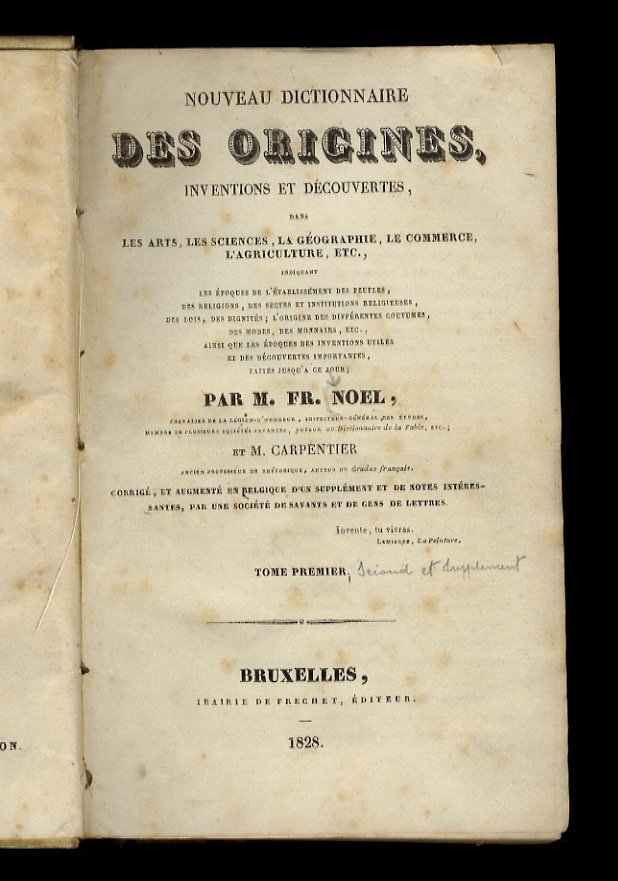 NOUVEAU DICTIONNAIRE
DES ORIGINES,
INVENTIONS ET DÉCOUVERTES,
DANS
LES ARTS, LES SCIENCES, LA GÉOGRAPHIE, LE COMMERCE,
L'AGRICULTURE, ETC.,
INDIQUANT
LES ÉPOQUES DE L'ÉTABLISSEMENT DES PEUPLES,
DES RELIGIONS, DES SECTES ET INSTITUTIONS RELIGIEUSES,
DES LOIS, DES DIGNITÉS; L'ORIGINE DES DIFFÉRENTES COUTUMES,
DES MODES, DES MONNAIES, ETC.,
AINSI QUE LES ÉPOQUES DES INVENTIONS UTILES
ET DES DÉCOUVERTES IMPORTANTES,
FAITES JUSQU'A CE JOUR;
PAR M. FR. NOEL,
CHEVALIER DE LA LÉGION-D'HONNEUR, INSPECTEUR-GÉNÉRAL DES ÉTUDES,
MEMBRE DE PLUSIEURS SOCIÉTÉS SAVANTES, AUTEUR DU Dictionnaire de la Fable, ETC.;
ET M. CARPENTIER
ANCIEN PROFESSEUR DE RHÉTORIQUE, AUTEUR DU Gradus français.
CORRIGÉ, ET AUGMENTÉ EN BELGIQUE D'UN SUPPLÉMENT ET DE NOTES INTÉRES-
SANTES, PAR UNE SOCIÉTÉ DE SAVANTS ET DE GENS DE LETTRES.
Invente, tu vivras.
LEMIERRE, La Peinture.
TOME PREMIER, Second et Supplement
BRUXELLES,
IRAIRIE DE FRECHET, ÉDITEUR.
1828.
ON.